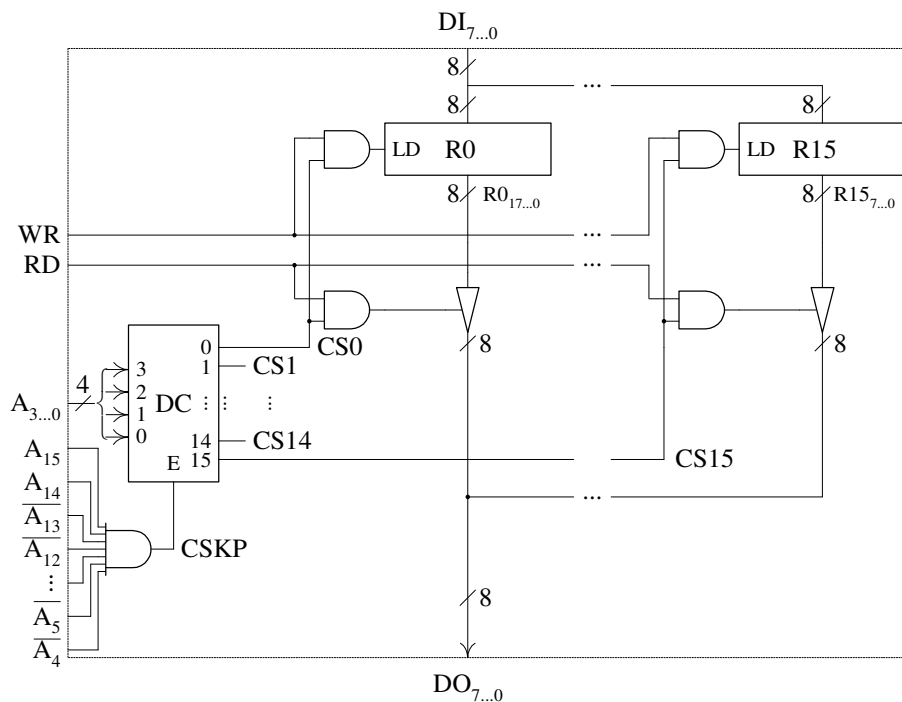 DI7...0
8
...
8
8
LD R0
LD R15
8
R017...0
8
R157...0
WR
...
RD
...
0
CS0
3
1
CS1
4
2
DC
... ... ...
A3...0
1
0
14
CS14
A15
E
15
CS15
A14
...
A13
CSKP
A12
...
A5
A4
8
8
8
DO7...0